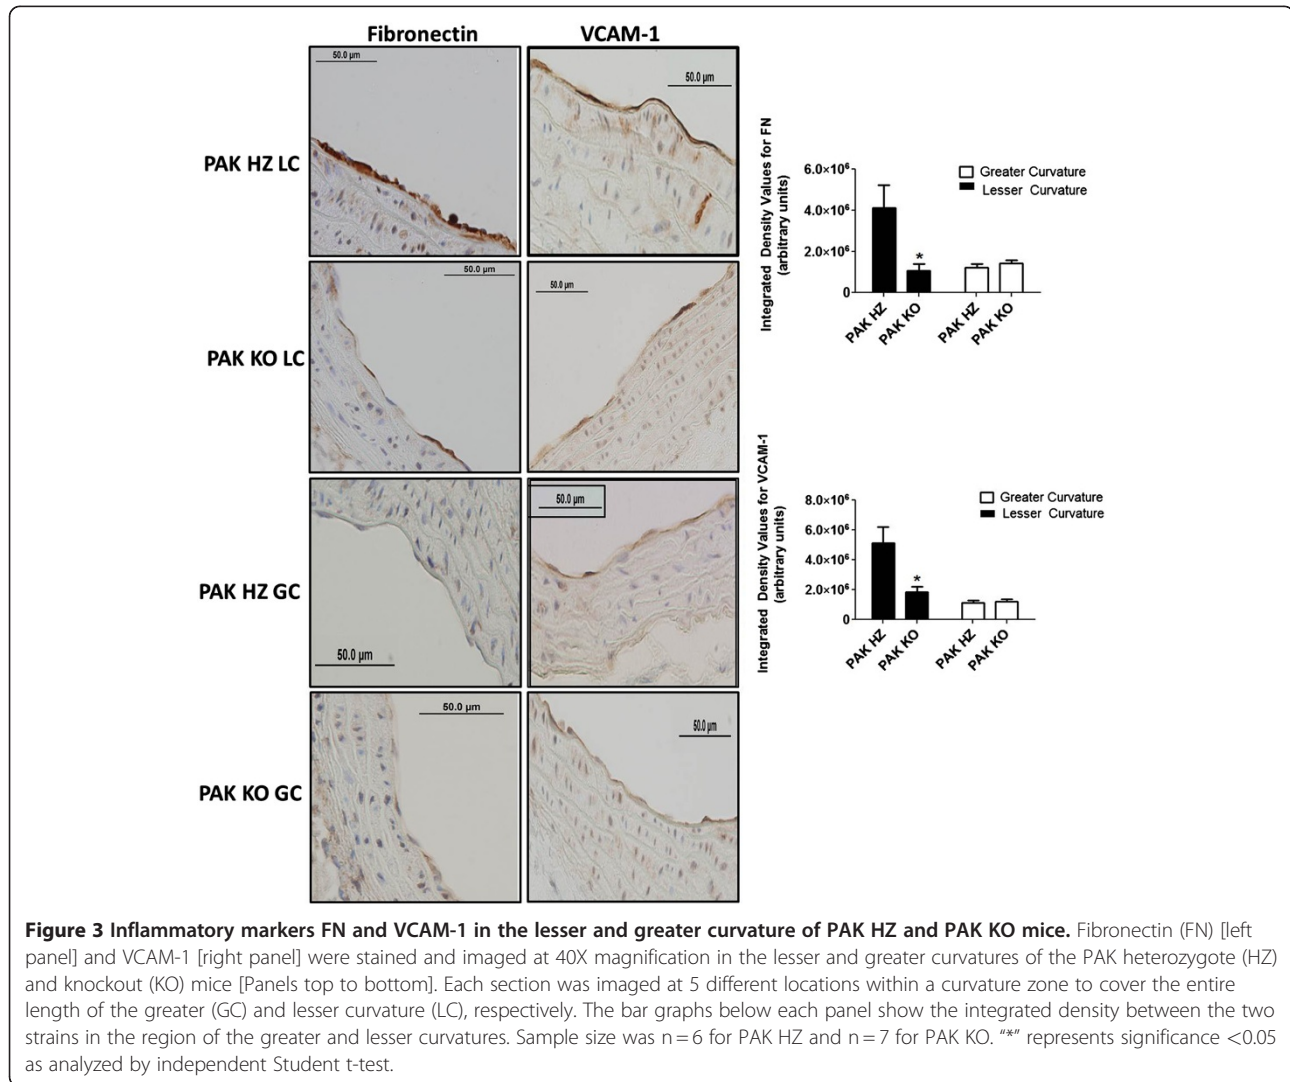 Fibronectin VCAM-1
50.0 µm
50.0 µm
PAK HZ LC
50.0 µm
50.0 µm
PAK KO LC
50.0 µm
50.0 µm
PAK HZ GC
50.0 µm
50.0 µm
PAK KO GC
Integrated Density Values for FN
(arbitrary units)
6.0×10⁶
4.0×10⁶
2.0×10⁶
0
*
Greater Curvature
Lesser Curvature
PAK HZ
PAK KO
PAK HZ
PAK KO
Integrated Density Values for VCAM-1
(arbitrary units)
8.0×10⁶
6.0×10⁶
4.0×10⁶
2.0×10⁶
0
*
Greater Curvature
Lesser Curvature
PAK HZ
PAK KO
PAK HZ
PAK KO
Figure 3 Inflammatory markers FN and VCAM-1 in the lesser and greater curvature of PAK HZ and PAK KO mice. Fibronectin (FN) [left
panel] and VCAM-1 [right panel] were stained and imaged at 40X magnification in the lesser and greater curvatures of the PAK heterozygote (HZ)
and knockout (KO) mice [Panels top to bottom]. Each section was imaged at 5 different locations within a curvature zone to cover the entire
length of the greater (GC) and lesser curvature (LC), respectively. The bar graphs below each panel show the integrated density between the two
strains in the region of the greater and lesser curvatures. Sample size was n = 6 for PAK HZ and n = 7 for PAK KO. “*” represents significance <0.05
as analyzed by independent Student t-test.